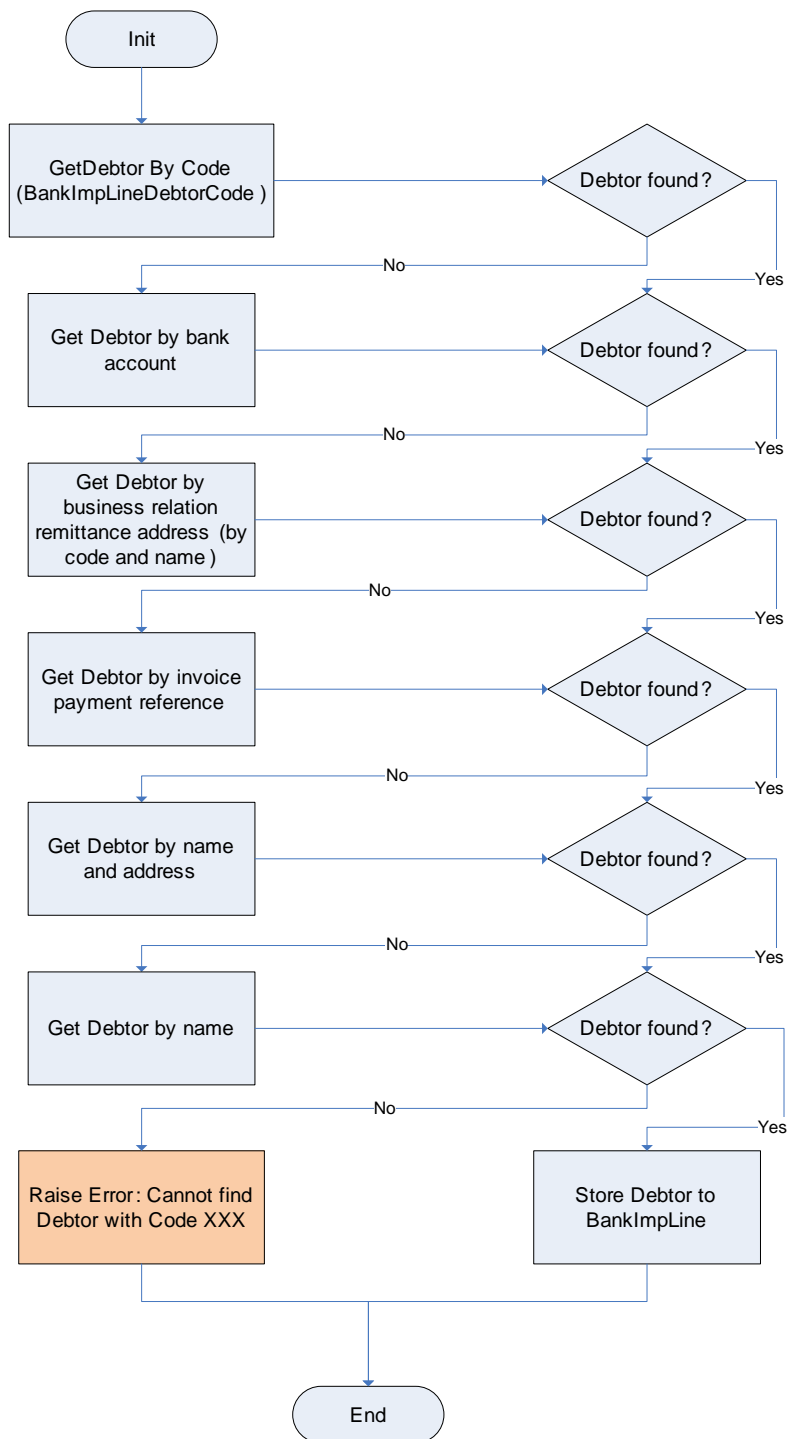 Init
GetDebtor By Code
(BankImpLineDebtorCode )
Debtor found?
No
Yes
Get Debtor by bank
account
Debtor found?
No
Yes
Get Debtor by
business relation
remittance address (by
code and name )
Debtor found?
No
Yes
Get Debtor by invoice
payment reference
Debtor found?
No
Yes
Get Debtor by name
and address
Debtor found?
No
Yes
Get Debtor by name
Debtor found?
No
Yes
Raise Error: Cannot find
Debtor with Code XXX
Store Debtor to
BankImpLine
End